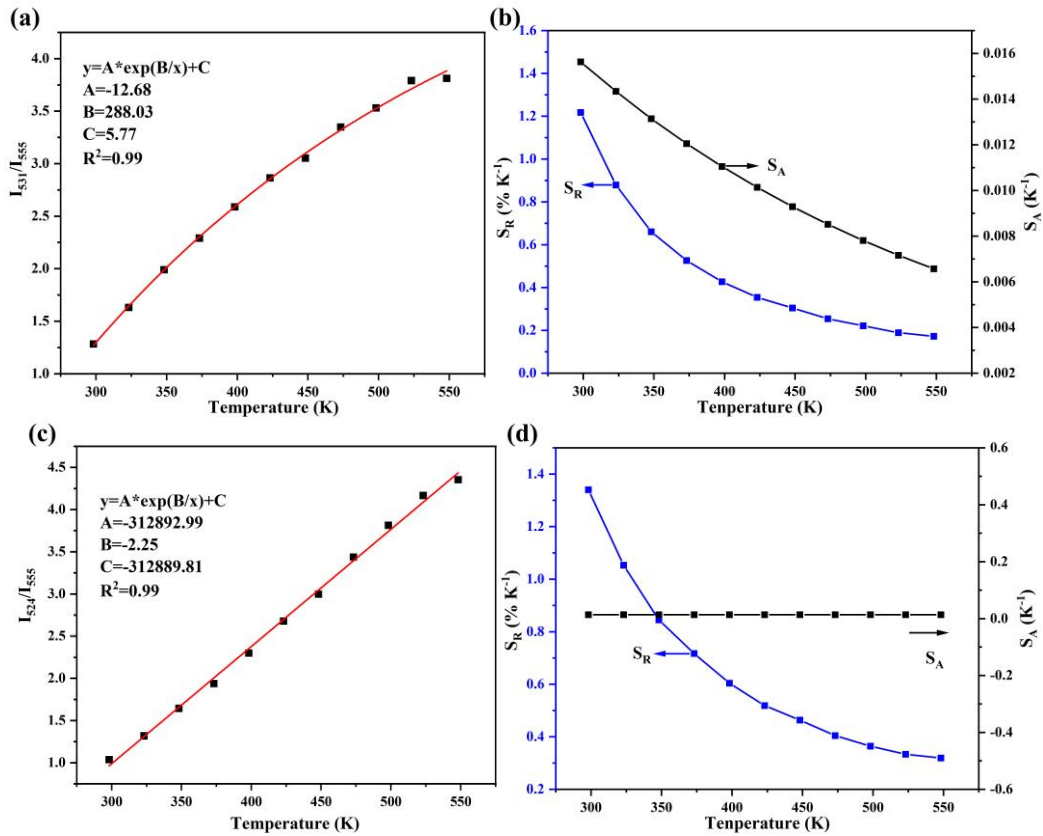 (a)
4.0
3.5
3.0
2.5
2.0
1.5
1.0
I531/I555
y=A*exp(B/x)+C
A=-12.68
B=288.03
C=5.77
R²=0.99
300 350 400 450 500 550
Temperature (K)
(b)
1.6
1.4
1.2
1.0
0.8
0.6
0.4
0.2
0.0
SR (% K⁻¹)
SA
SR
0.016
0.014
0.012
0.010
0.008
0.006
0.004
0.002
SA (K⁻¹)
300 350 400 450 500 550
Tenperature (K)
(c)
4.5
4.0
3.5
3.0
2.5
2.0
1.5
1.0
I524/I555
y=A*exp(B/x)+C
A=-312892.99
B=-2.25
C=-312889.81
R²=0.99
300 350 400 450 500 550
Temperature (K)
(d)
1.4
1.2
1.0
0.8
0.6
0.4
0.2
SR (% K⁻¹)
SR
SA
0.6
0.4
0.2
0.0
-0.2
-0.4
-0.6
SA (K⁻¹)
300 350 400 450 500 550
Tenperature (K)